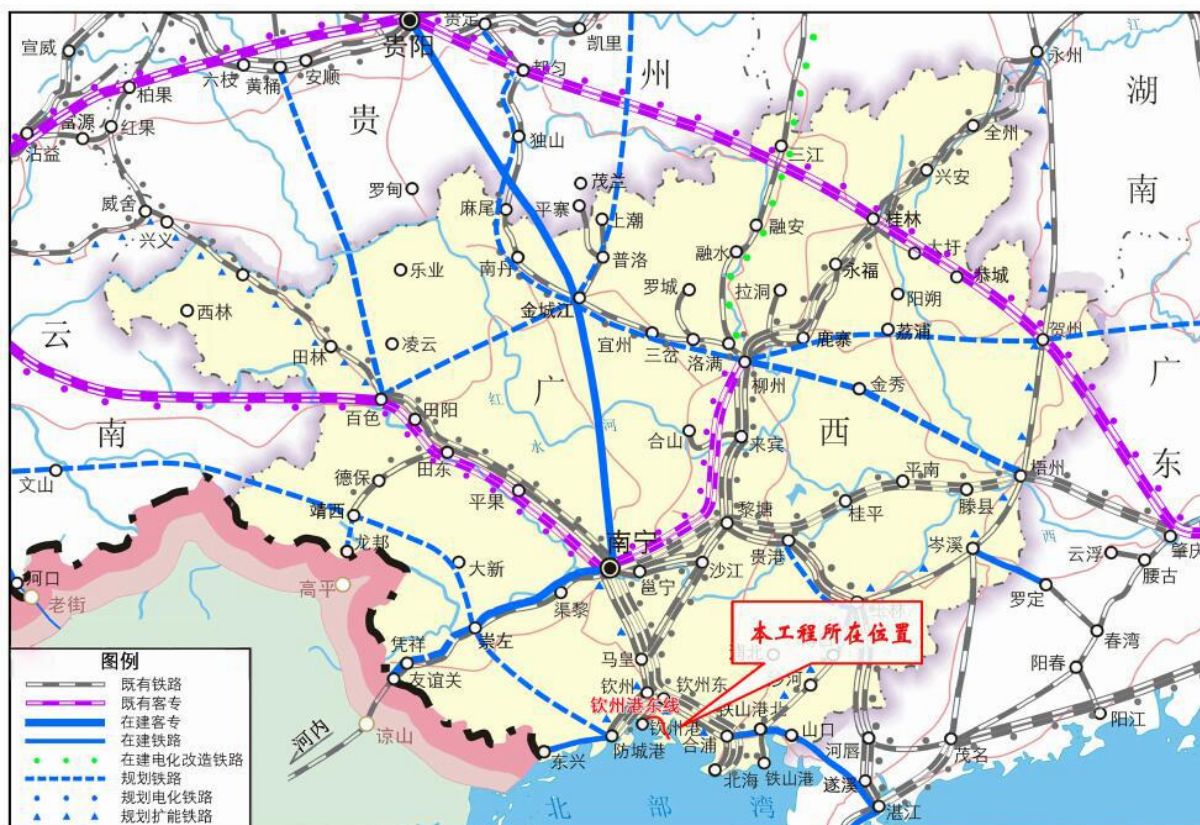 宣威
贵阳
贵定
凯里
江
永州
六枝
黄桶
安顺
都匀
州
湖
柏果
贵
富源
红果
沾益
独山
三江
全州
南
威舍
兴义
罗甸
茂兰
麻尾
平寨
上潮
兴安
桂林
融安
大圩
乐业
南丹
普洛
融水
永福
恭城
罗城
拉洞
阳朔
西林
金城江
云
田林
凌云
宜州
三岔
洛满
鹿寨
荔浦
贺州
广
柳州
广
金秀
百色
田阳
红
水
河
西
南
合山
来宾
东
文山
德保
田东
平果
平南
梧州
靖西
黎塘
桂平
滕县
龙邦
南宁
贵港
岑溪
西
肇庆
云浮
腰古
河口
老街
高平
大新
邕宁
沙江
罗定
渠黎
本工程所在位置
崇左
春湾
凭祥
马皇
友谊关
钦州
钦州东
沙河
阳春
钦州港东线
铁山港北
钦州港
凉山
河内
防城港
合浦
山口
河唇
茂名
阳江
东兴
北海
铁山港
遂溪
湛江
北部湾
图例
既有铁路
既有客专
在建客专
在建铁路
在建电化改造铁路
规划铁路
规划电化铁路
规划扩能铁路